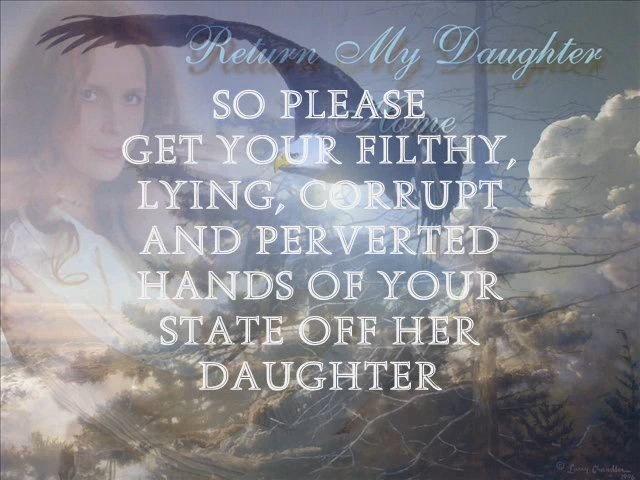 Return My Daughter
Home
SO PLEASE
GET YOUR FILTHY,
LYING, CORRUPT
AND PERVERTED
HANDS OF YOUR
STATE OFF HER
DAUGHTER